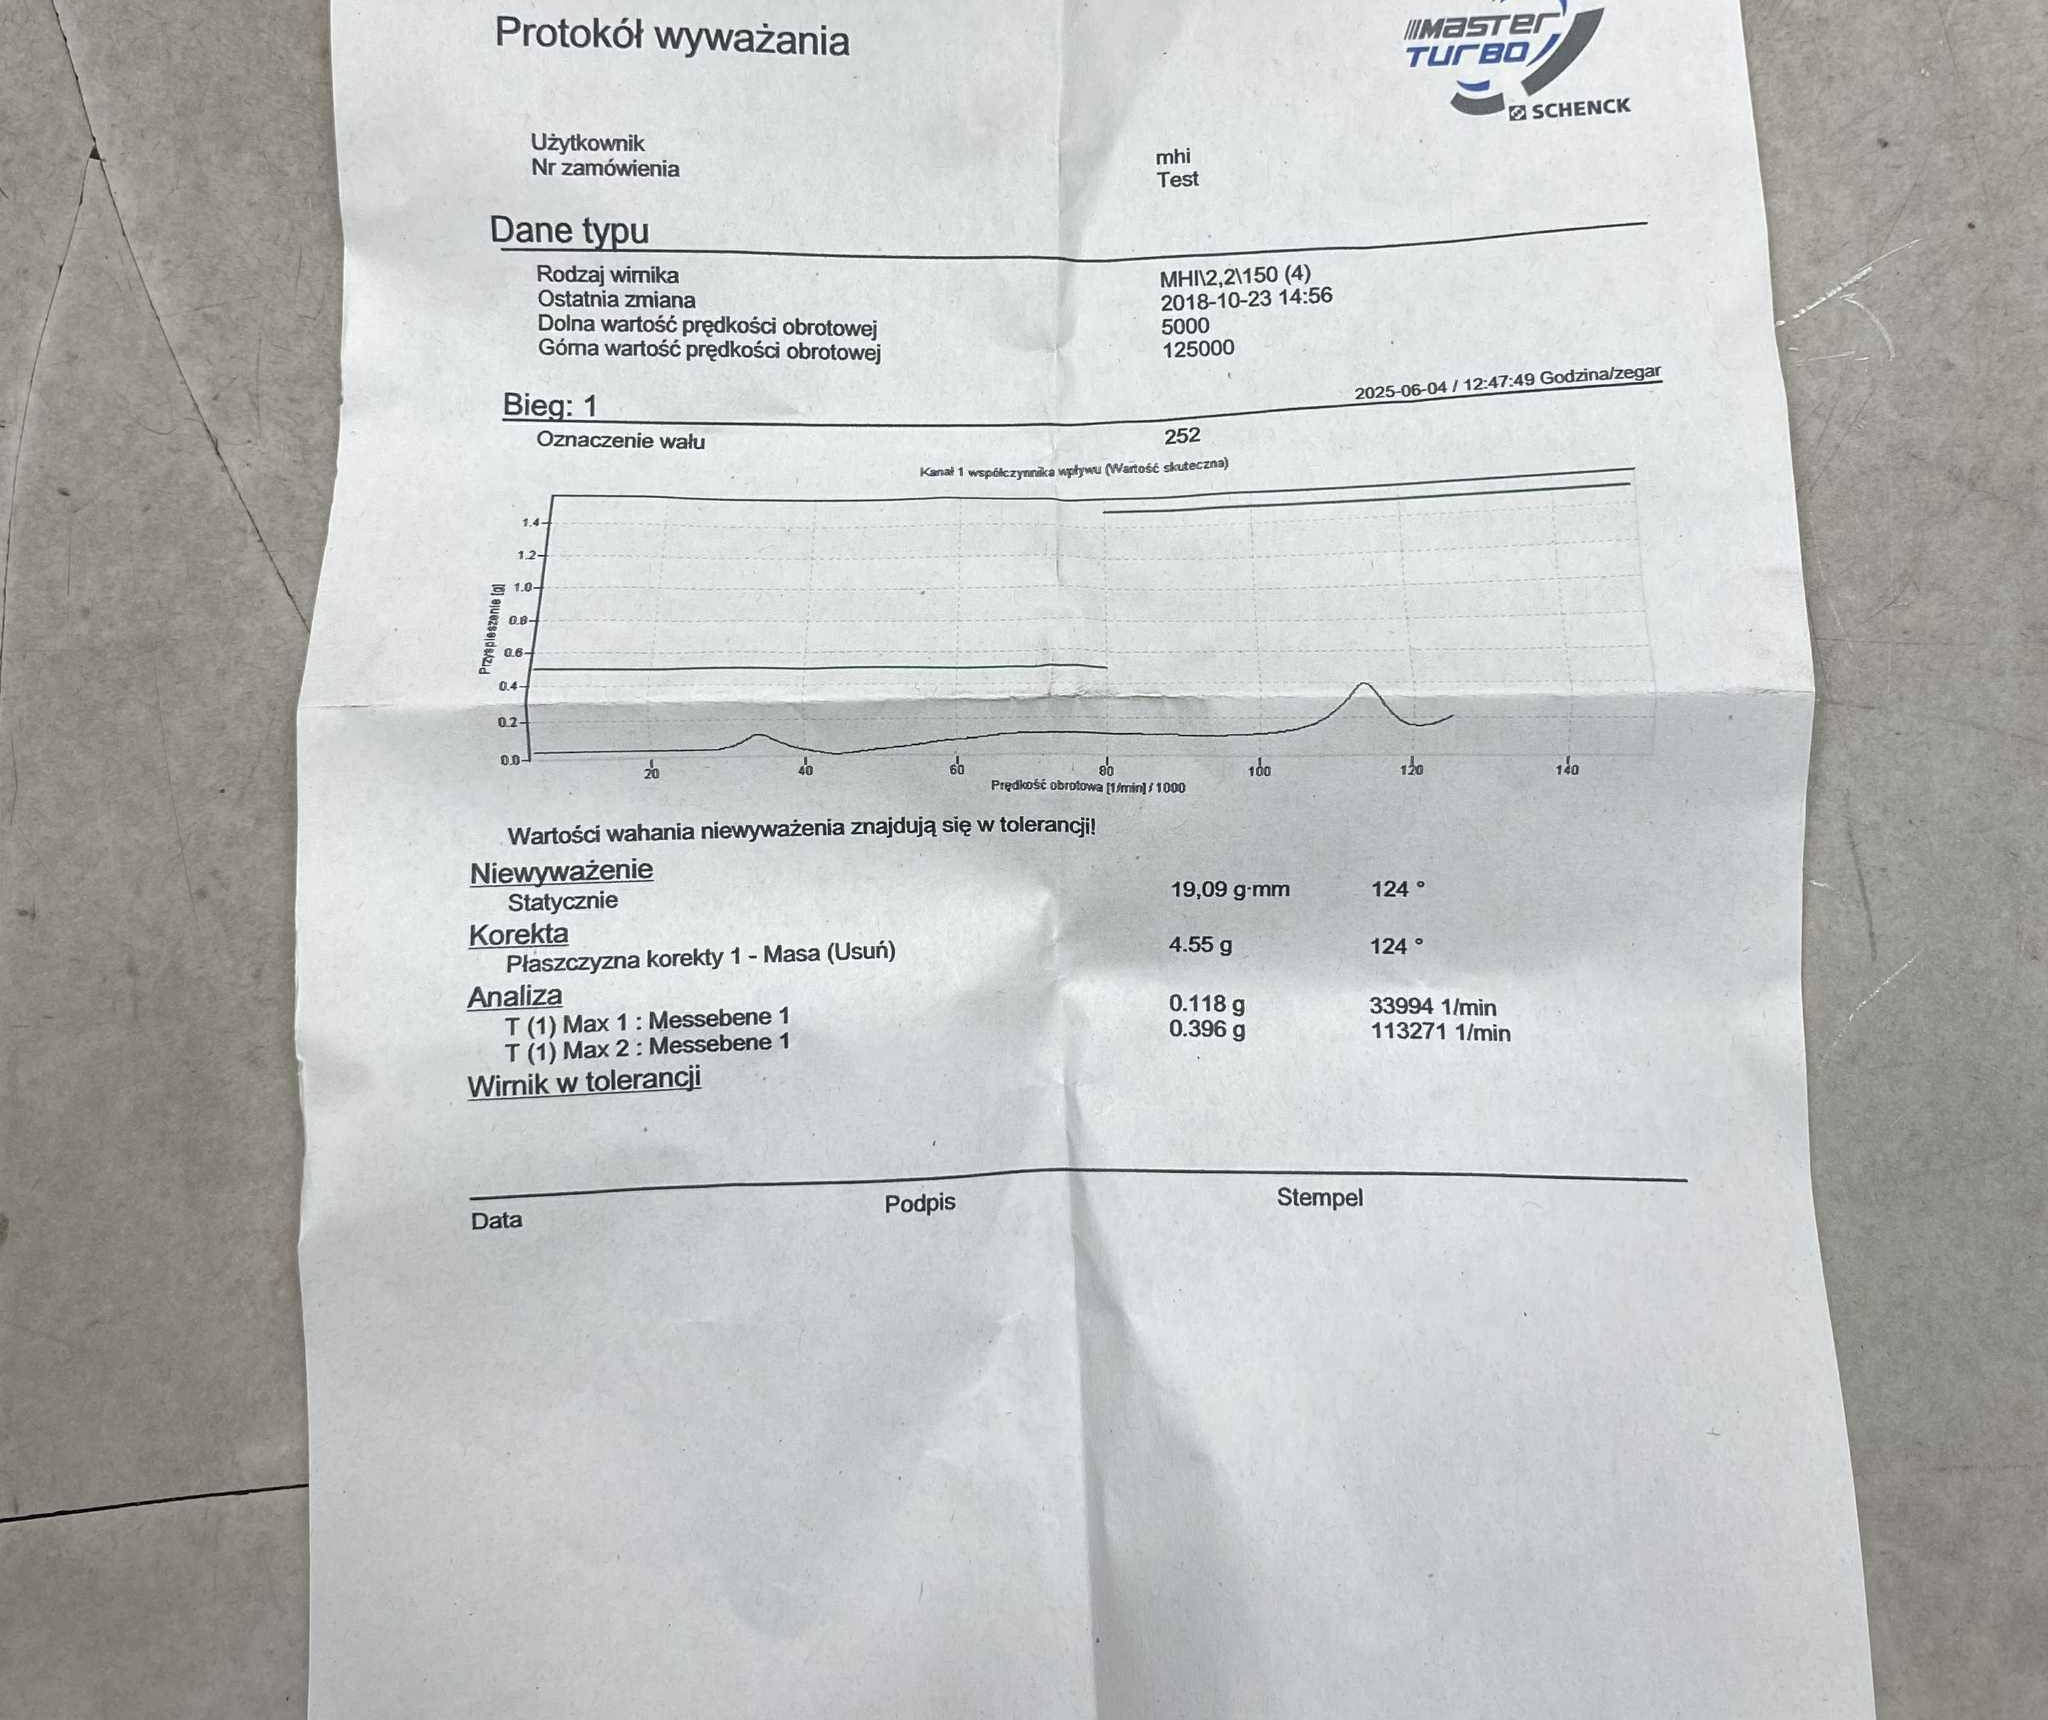 Protokół wyważania
MASTER
TURBO
SCHENCK
Użytkownik mhi
Nr zamówienia Test
Dane typu
Rodzaj wirnika MHI\2,2\150 (4)
Ostatnia zmiana 2018-10-23 14:56
Dolna wartość prędkości obrotowej 5000
Górna wartość prędkości obrotowej 125000
Bieg: 1 2025-06-04 / 12:47:49 Godzina/zegar
Oznaczenie wału 252
Kanał 1 współczynnika wpływu (Wartość skuteczna)
Przyspieszenie [g]
1.4
1.2
1.0
0.8
0.6
0.4
0.2
0.0
20 40 60 80 100 120 140
Prędkość obrotowa [1/min] / 1000
Wartości wahania niewyważenia znajdują się w tolerancji!
Niewyważenie
Statycznie 19,09 g·mm 124 °
Korekta
Płaszczyzna korekty 1 - Masa (Usuń) 4.55 g 124 °
Analiza
T (1) Max 1 : Messebene 1 0.118 g 33994 1/min
T (1) Max 2 : Messebene 1 0.396 g 113271 1/min
Wirnik w tolerancji
Data Podpis Stempel